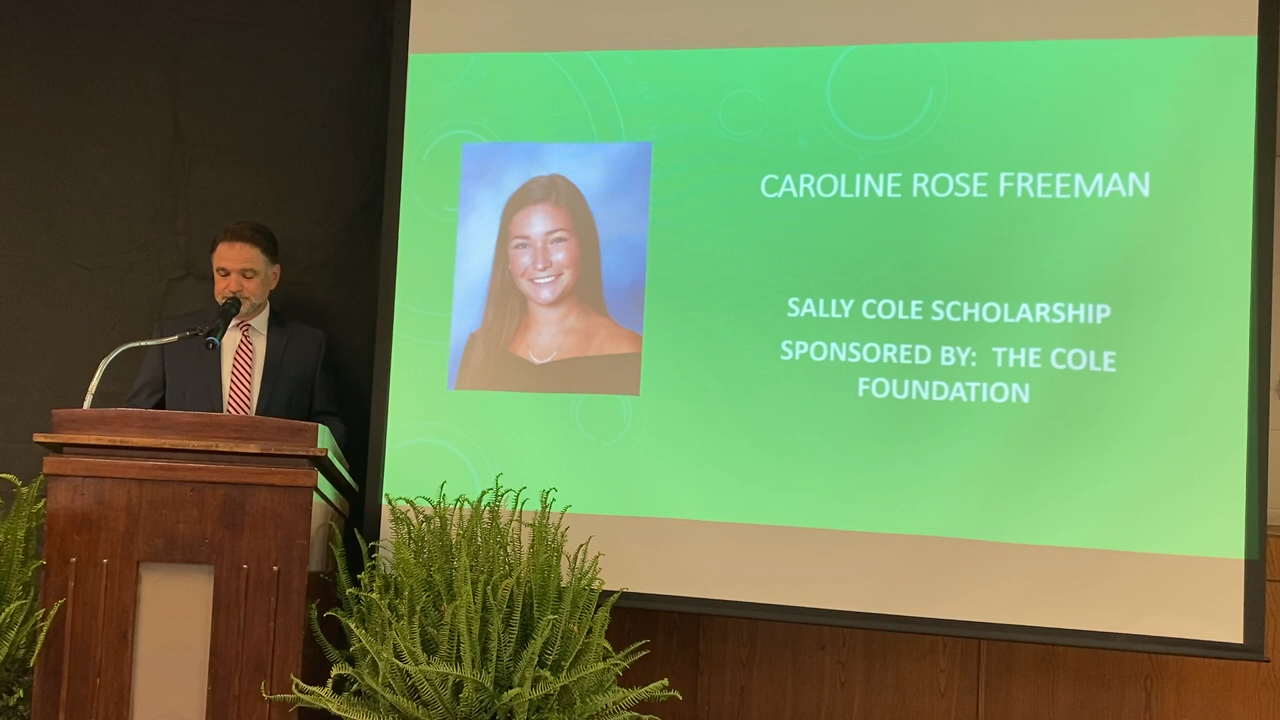 CAROLINE ROSE FREEMAN
SALLY COLE SCHOLARSHIP
SPONSORED BY: THE COLE
FOUNDATION